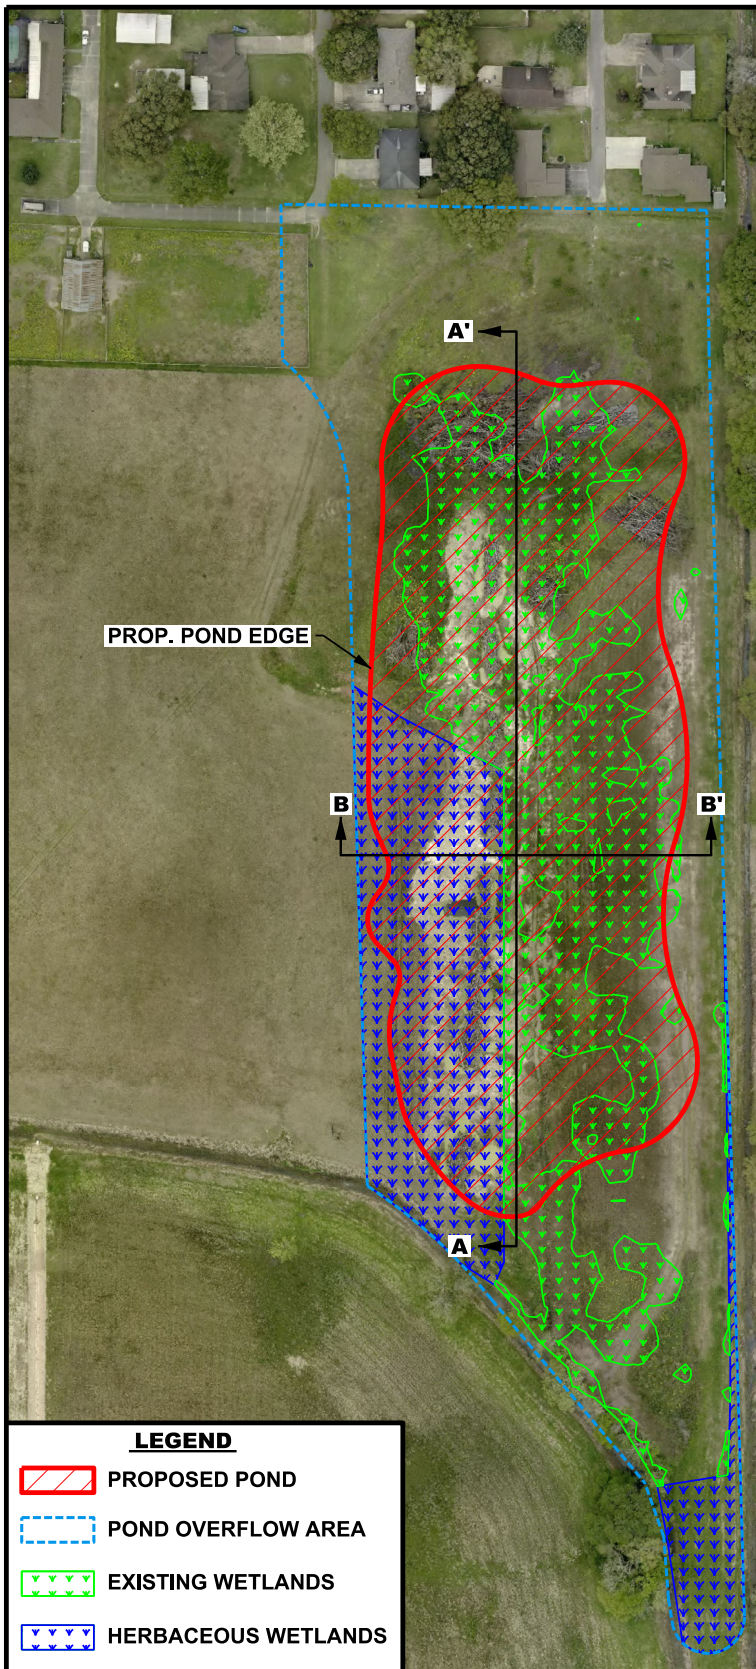 A'
PROP. POND EDGE
B
B'
A
LEGEND
PROPOSED POND
POND OVERFLOW AREA
EXISTING WETLANDS
HERBACEOUS WETLANDS